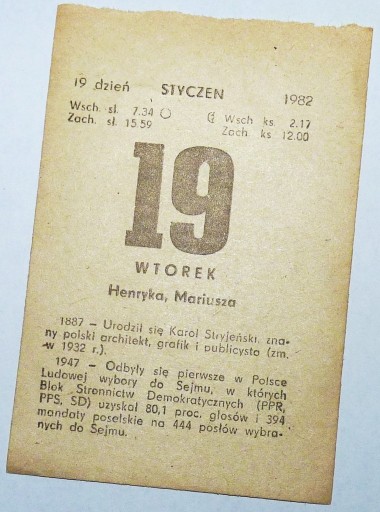 19 dzień STYCZEN 1982
Wsch. sł. 7.34 Wsch ks. 2.17
Zach. sł. 15.59 Zach. ks 12.00
19
WTOREK
Henryka, Mariusza
1887 – Urodził się Karol Stryjeński, zna-
ny polski architekt, grafik i publicysta (zm.
w 1932 r.).
1947 – Odbyły się pierwsze w Polsce
Ludowej wybory do Sejmu, w których
Blok Stronnictw Demokratycznych (PPR,
PPS, SD) uzyskał 80,1 proc. głosów i 394
mandaty poselskie na 444 posłów wybra-
nych do Sejmu.